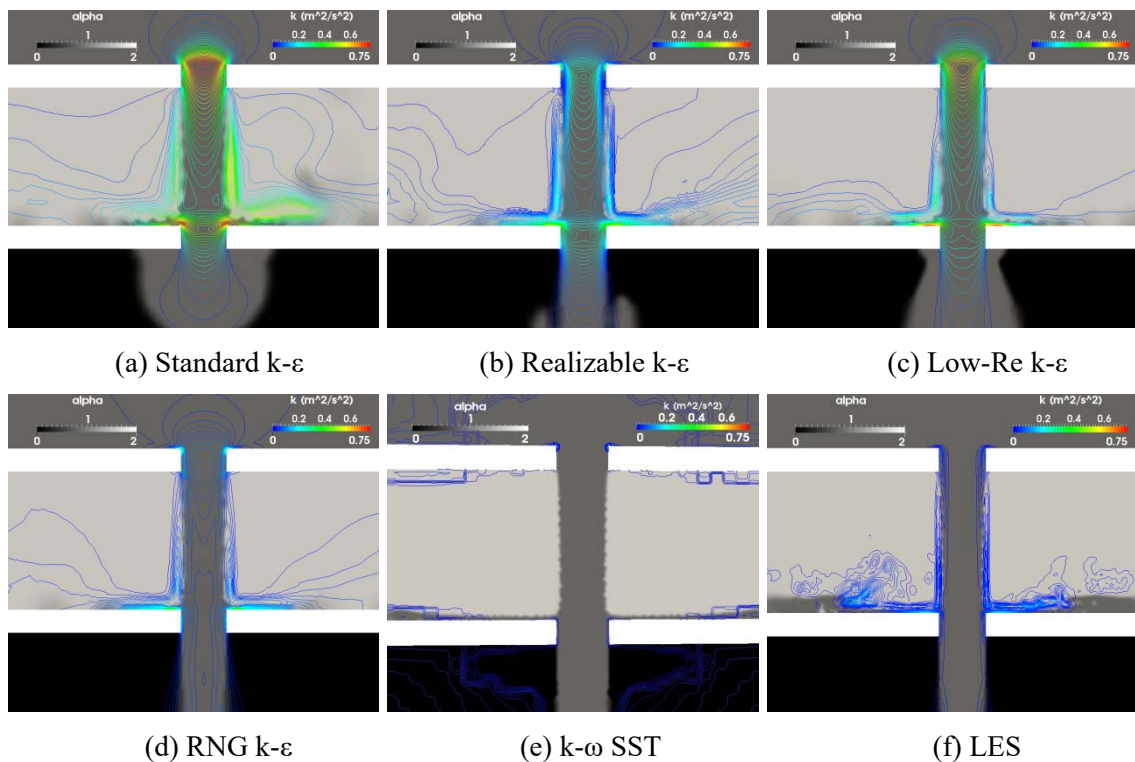 alpha k (m^2/s^2) alpha k (m^2/s^2) alpha k (m^2/s^2)
1 0.2 0.4 0.6 1 0.2 0.4 0.6 1 0.2 0.4 0.6
0 2 0 0.75 0 2 0 0.75 0 2 0 0.75
(a) Standard k-ε (b) Realizable k-ε (c) Low-Re k-ε
alpha k (m^2/s^2) alpha k (m^2/s^2) alpha k (m^2/s^2)
1 0.2 0.4 0.6 1 0.2 0.4 0.6 1 0.2 0.4 0.6
0 2 0 0.75 0 2 0 0.75 0 2 0 0.75
(d) RNG k-ε (e) k-ω SST (f) LES